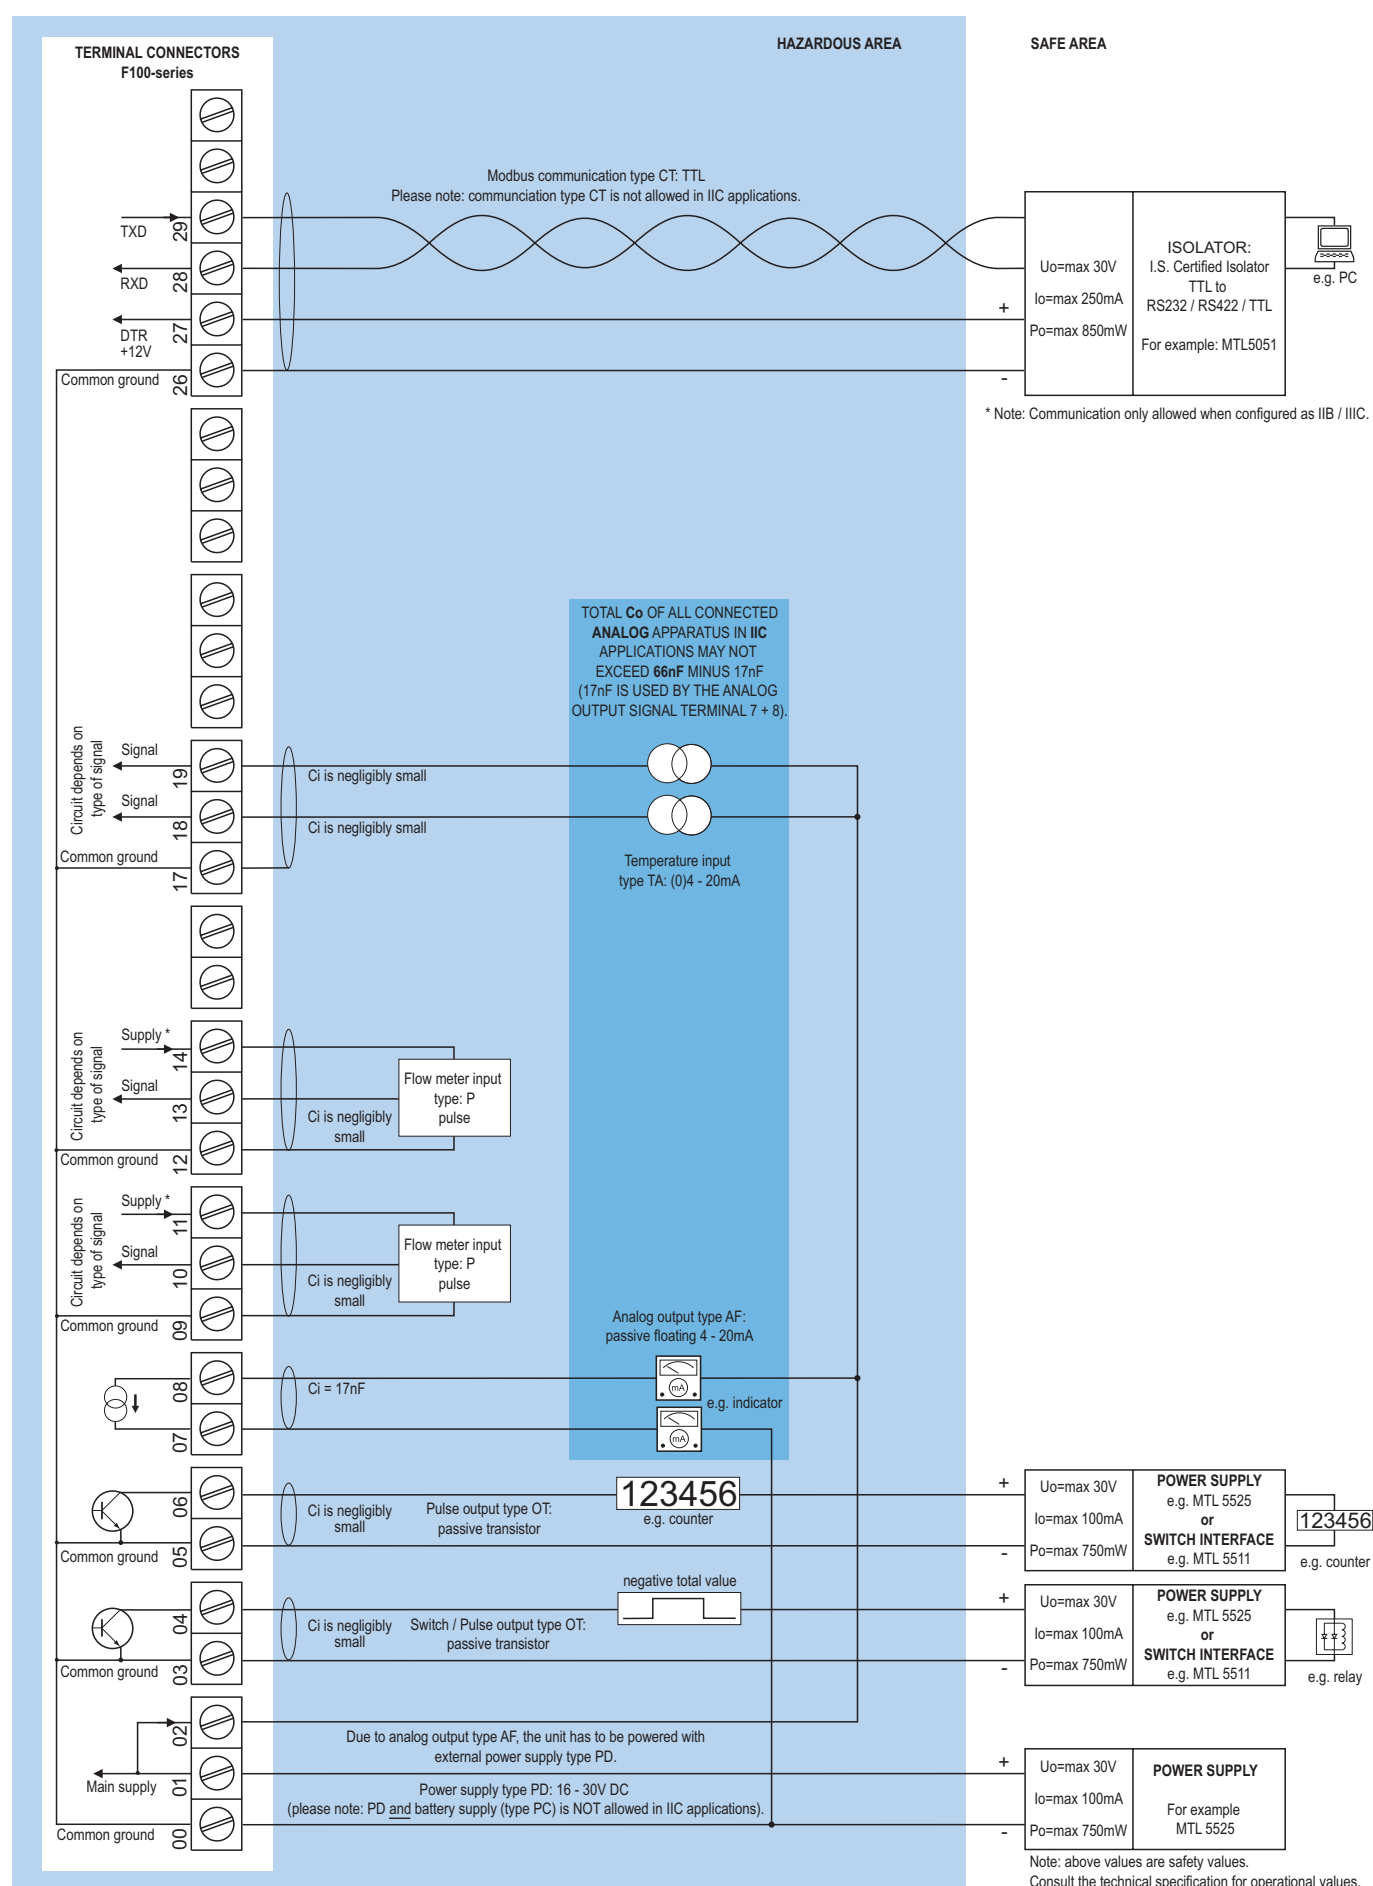 TERMINAL CONNECTORS
F100-series
HAZARDOUS AREA
SAFE AREA
Modbus communication type CT: TTL
Please note: communciation type CT is not allowed in IIC applications.
TXD
29
RXD
28
DTR
+12V
27
Common ground
26
+
-
Uo=max 30V
Io=max 250mA
Po=max 850mW
ISOLATOR:
I.S. Certified Isolator
TTL to
RS232 / RS422 / TTL
For example: MTL5051
e.g. PC
* Note: Communication only allowed when configured as IIB / IIIC.
TOTAL Co OF ALL CONNECTED
ANALOG APPARATUS IN IIC
APPLICATIONS MAY NOT
EXCEED 66nF MINUS 17nF
(17nF IS USED BY THE ANALOG
OUTPUT SIGNAL TERMINAL 7 + 8).
Circuit depends on
type of signal
Signal
19
Ci is negligibly small
Signal
18
Ci is negligibly small
Common ground
17
Temperature input
type TA: (0)4 - 20mA
Circuit depends on
type of signal
Supply *
14
Signal
13
Common ground
12
Ci is negligibly
small
Flow meter input
type: P
pulse
Circuit depends on
type of signal
Supply *
11
Signal
10
Common ground
09
Ci is negligibly
small
Flow meter input
type: P
pulse
Analog output type AF:
passive floating 4 - 20mA
08
Ci = 17nF
mA
e.g. indicator
07
mA
06
Ci is negligibly
small
Pulse output type OT:
passive transistor
123456
e.g. counter
Common ground
05
+
-
Uo=max 30V
Io=max 100mA
Po=max 750mW
POWER SUPPLY
e.g. MTL 5525
or
SWITCH INTERFACE
e.g. MTL 5511
123456
e.g. counter
04
Ci is negligibly
small
Switch / Pulse output type OT:
passive transistor
negative total value
Common ground
03
+
-
Uo=max 30V
Io=max 100mA
Po=max 750mW
POWER SUPPLY
e.g. MTL 5525
or
SWITCH INTERFACE
e.g. MTL 5511
e.g. relay
02
Due to analog output type AF, the unit has to be powered with
external power supply type PD.
Main supply
01
Power supply type PD: 16 - 30V DC
(please note: PD and battery supply (type PC) is NOT allowed in IIC applications).
Common ground
00
+
-
Uo=max 30V
Io=max 100mA
Po=max 750mW
POWER SUPPLY
For example
MTL 5525
Note: above values are safety values.
Consult the technical specification for operational values.